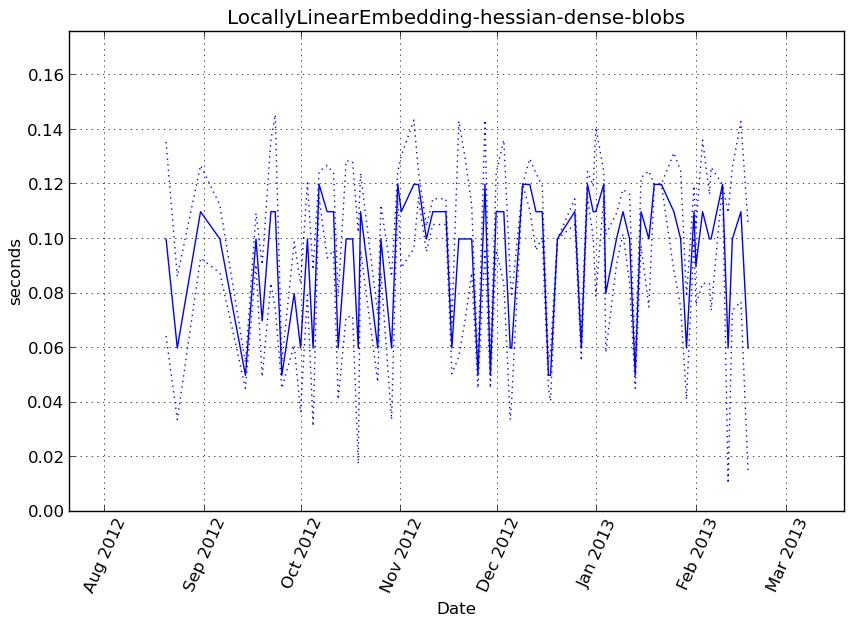 LocallyLinearEmbedding-hessian-dense-blobs
0.16
0.14
0.12
0.10
0.08
0.06
0.04
0.02
0.00
seconds
Aug 2012
Sep 2012
Oct 2012
Nov 2012
Dec 2012
Jan 2013
Feb 2013
Mar 2013
Date